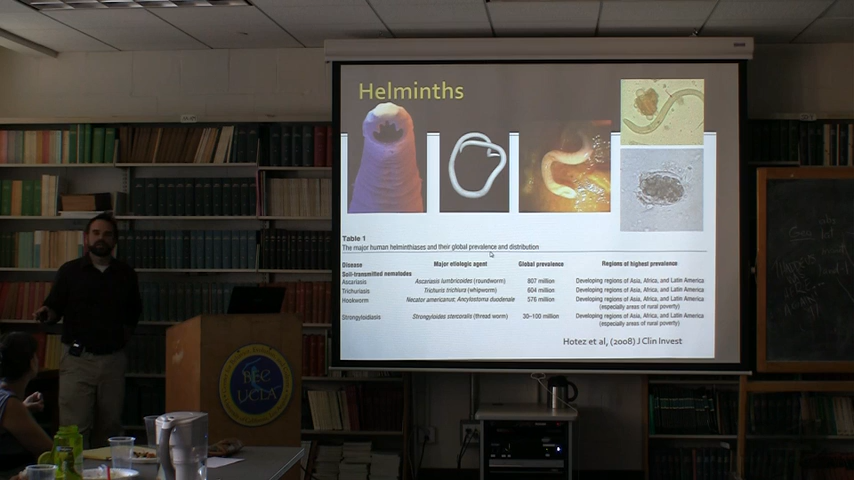 Helminths
Table 1
The major human helminthiases and their global prevalence and distribution
Disease Major etiologic agent Global prevalence Regions of highest prevalence
Soil-transmitted nematodes
Ascariasis Ascariasis lumbricoides (roundworm) 807 million Developing regions of Asia, Africa, and Latin America
Trichuriasis Trichuris trichiura (whipworm) 604 million Developing regions of Asia, Africa, and Latin America
Hookworm Necator americanus; Ancylostoma duodenale 576 million Developing regions of Asia, Africa, and Latin America
(especially areas of rural poverty)
Strongyloidiasis Strongyloides stercoralis (thread worm) 30–100 million Developing regions of Asia, Africa, and Latin America
(especially areas of rural poverty)
Hotez et al, (2008) J Clin Invest
BEC
UCLA